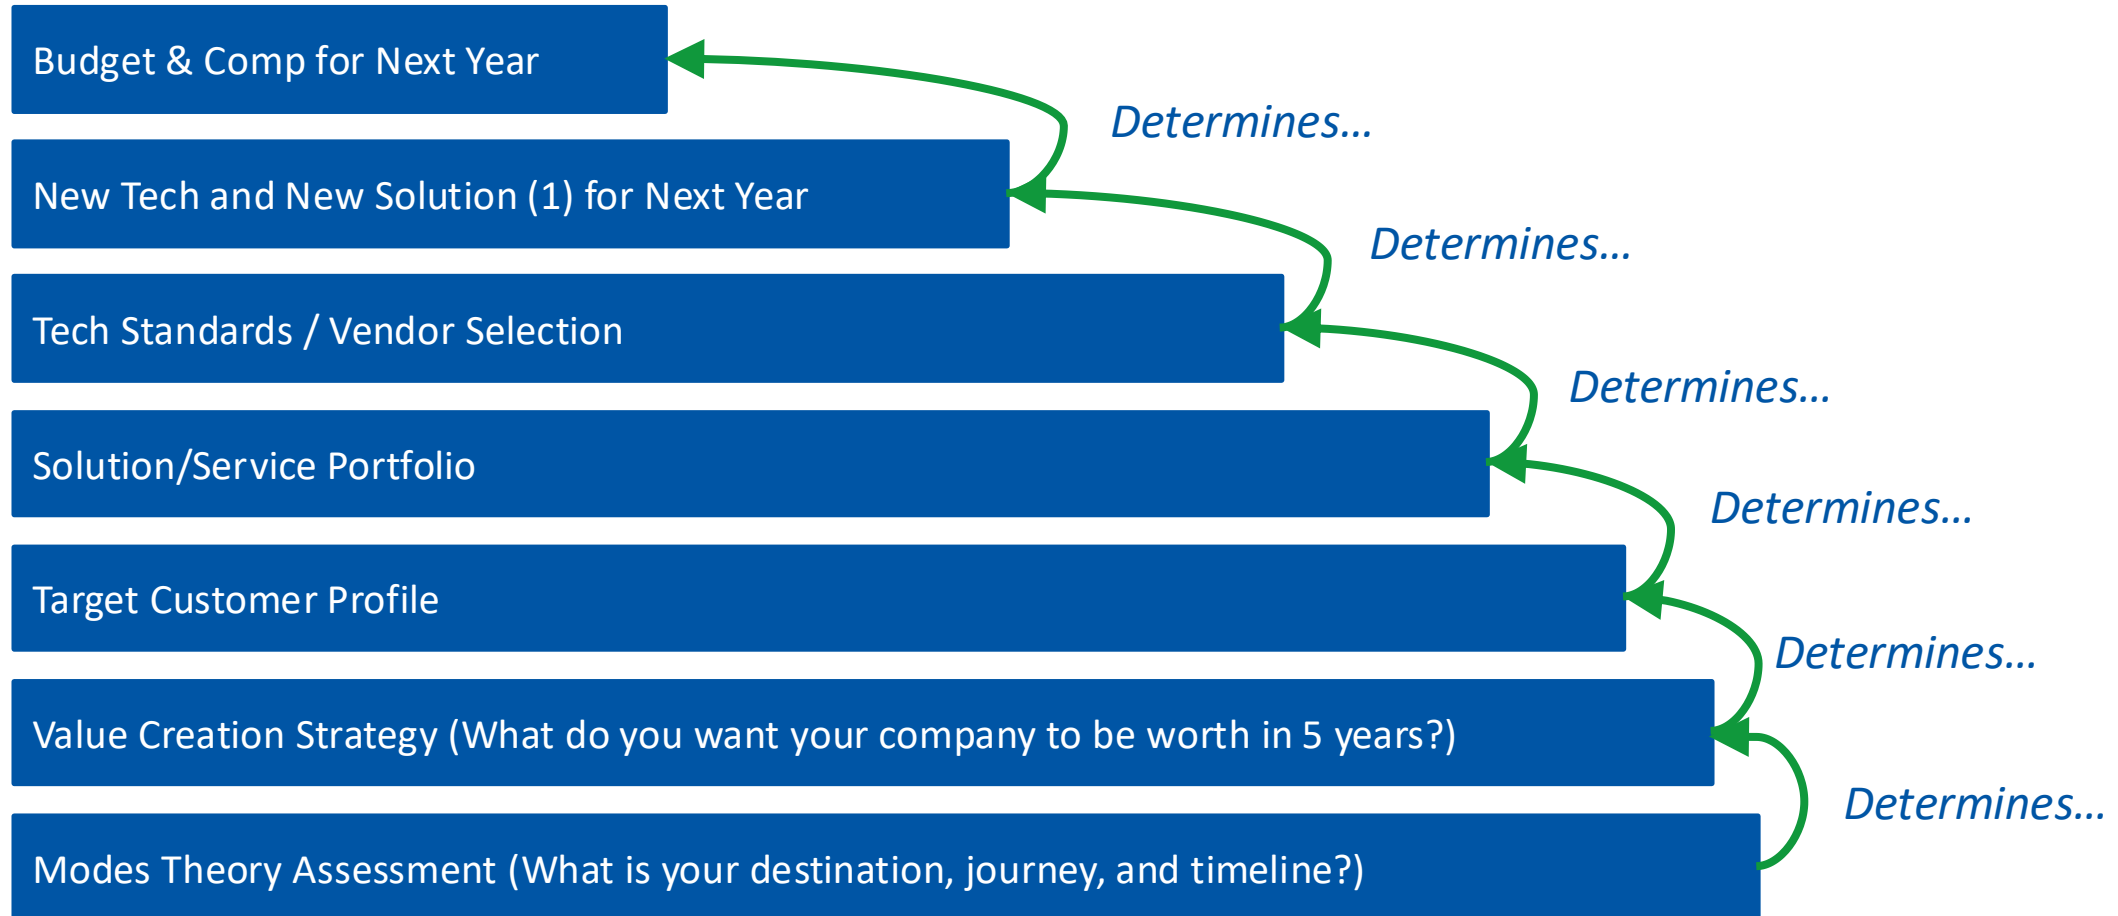 Budget & Comp for Next Year
Determines…
New Tech and New Solution (1) for Next Year
Determines…
Tech Standards / Vendor Selection
Determines…
Solution/Service Portfolio
Determines…
Target Customer Profile
Determines…
Value Creation Strategy (What do you want your company to be worth in 5 years?)
Determines…
Modes Theory Assessment (What is your destination, journey, and timeline?)